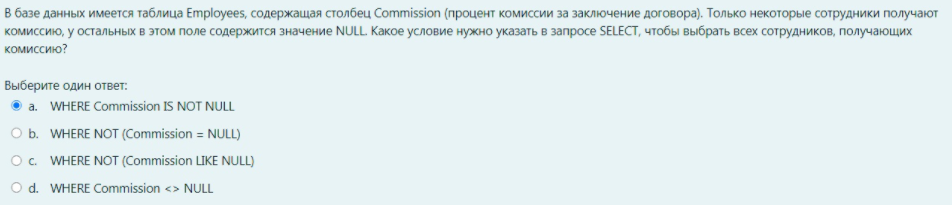 В базе данных имеется таблица Employees, содержащая столбец Commission (процент комиссии за заключение договора). Только некоторые сотрудники получают
комиссию, у остальных в этом поле содержится значение NULL. Какое условие нужно указать в запросе SELECT, чтобы выбрать всех сотрудников, получающих
комиссию?
Выберите один ответ:
a. WHERE Commission IS NOT NULL
b. WHERE NOT (Commission = NULL)
c. WHERE NOT (Commission LIKE NULL)
d. WHERE Commission <> NULL